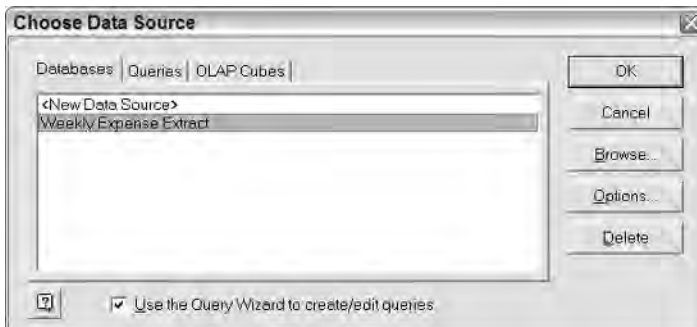 Choose Data Source
Databases Queries OLAP Cubes
<New Data Source>
Weekly Expense Extract
OK
Cancel
Browse...
Options...
Delete
?
Use the Query Wizard to create/edit queries